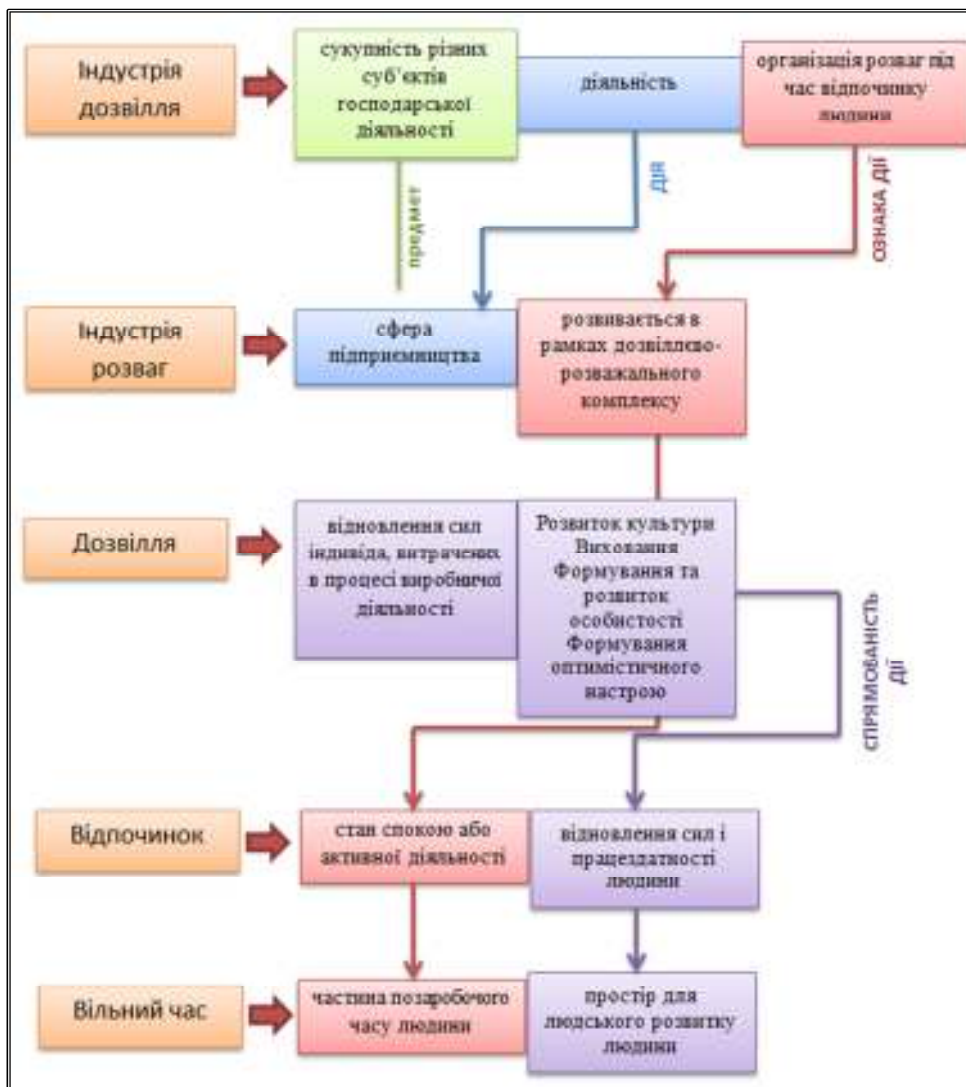 Індустрія
дозвілля
сукупність різних
суб'єктів
господарської
діяльності
діяльність
організація розваг під
час відпочинку
людини
предмет
ДІЯ
ОЗНАКА ДІЇ
Індустрія
розваг
сфера
підприємництва
розвивається в
рамках дозвіллєво-
розважального
комплексу
Дозвілля
відновлення сил
індивіда, витрачених
в процесі виробничої
діяльності
Розвиток культури
Виховання
Формування та
розвиток
особистості
Формування
оптимістичного
настрою
СПРЯМОВАНІСТЬ
ДІЇ
Відпочинок
стан спокою або
активної діяльності
відновлення сил і
працездатності
людини
Вільний час
частина позаробочого
часу людини
простір для
людського розвитку
людини